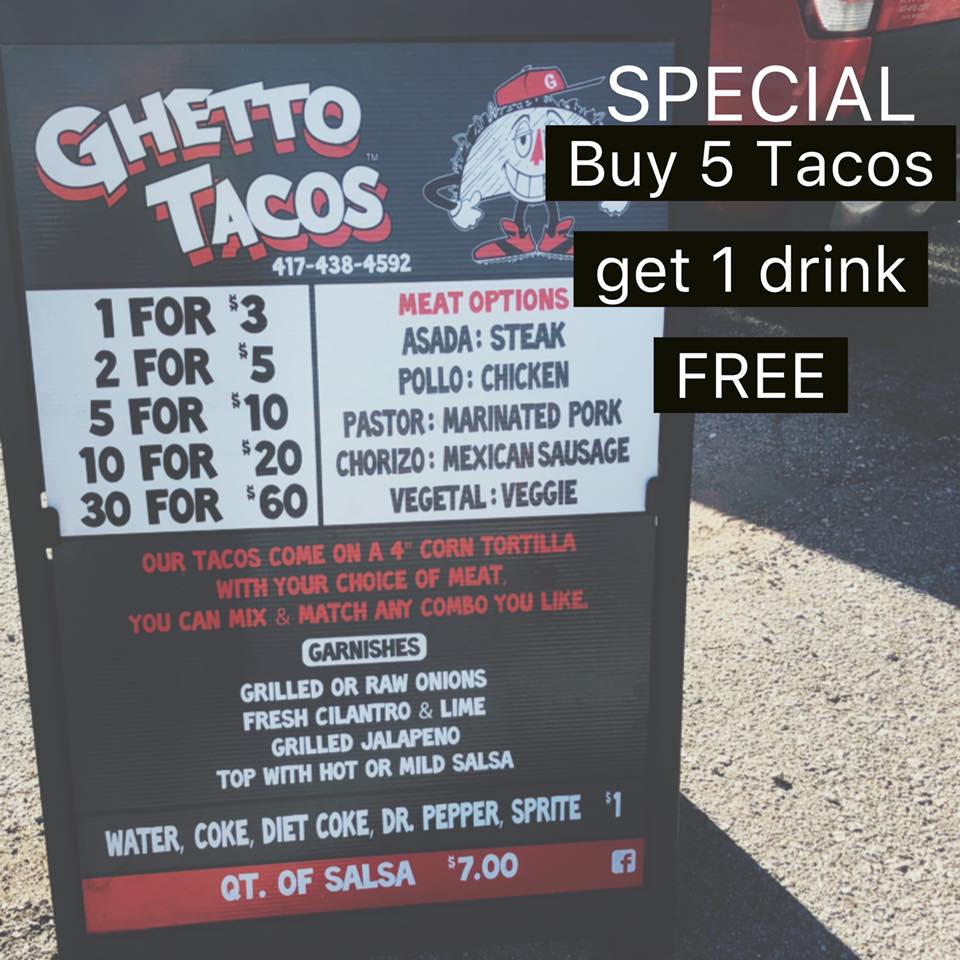 GHETTO
TACOS
TM
417-438-4592
G
SPECIAL
Buy 5 Tacos
get 1 drink
FREE
1 FOR $3
2 FOR $5
5 FOR $10
10 FOR $20
30 FOR $60
MEAT OPTIONS
ASADA: STEAK
POLLO: CHICKEN
PASTOR: MARINATED PORK
CHORIZO: MEXICAN SAUSAGE
VEGETAL: VEGGIE
OUR TACOS COME ON A 4" CORN TORTILLA
WITH YOUR CHOICE OF MEAT.
YOU CAN MIX & MATCH ANY COMBO YOU LIKE.
GARNISHES
GRILLED OR RAW ONIONS
FRESH CILANTRO & LIME
GRILLED JALAPENO
TOP WITH HOT OR MILD SALSA
WATER, COKE, DIET COKE, DR. PEPPER, SPRITE $1
QT. OF SALSA $7.00 f